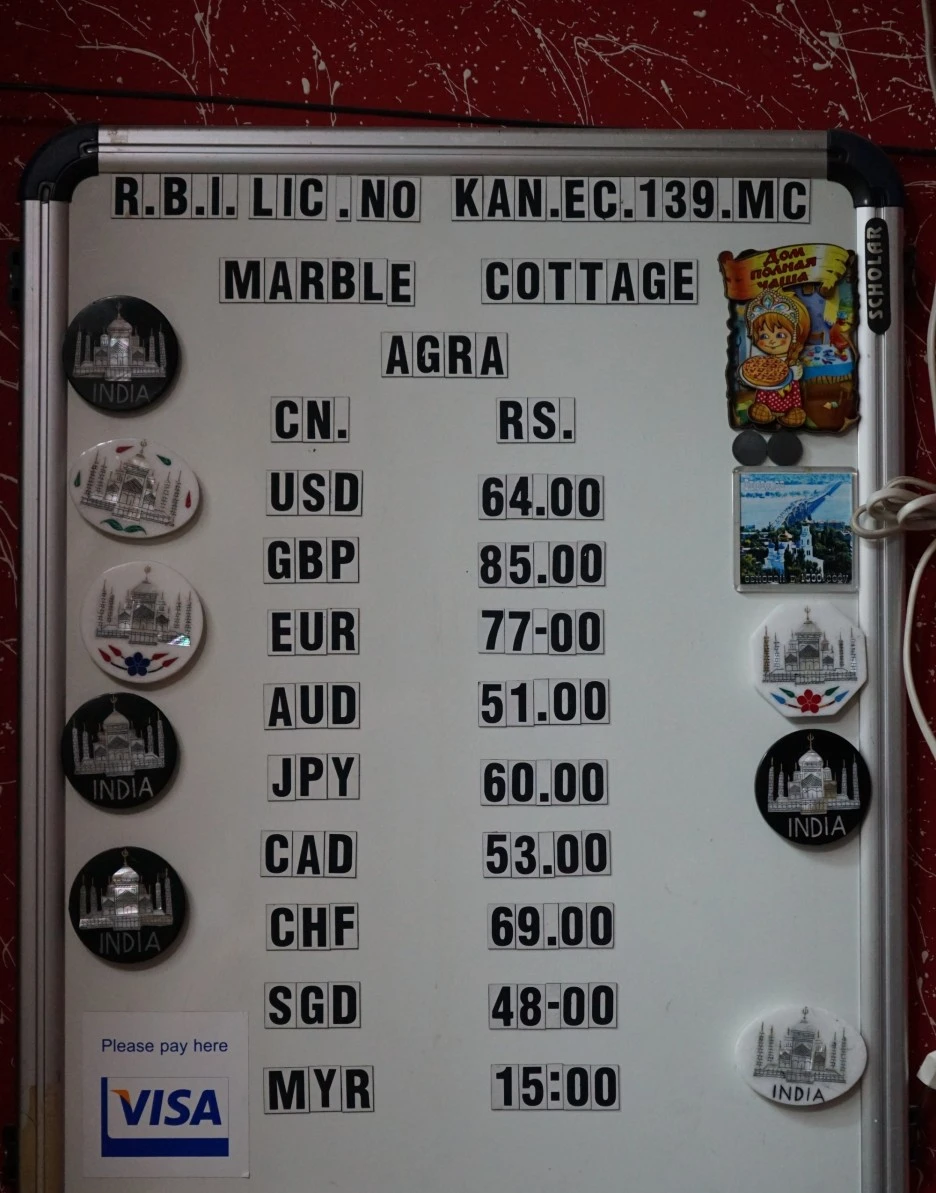 R.B.I. LIC.NO KAN.EC.139.MC
MARBLE COTTAGE
AGRA
CN. RS.
USD 64.00
GBP 85.00
EUR 77-00
AUD 51.00
JPY 60.00
CAD 53.00
CHF 69.00
SGD 48-00
MYR 15:00
SCHOLAR
Дом
полная
чаша
INDIA
INDIA
INDIA
INDIA
INDIA
Please pay here
VISA